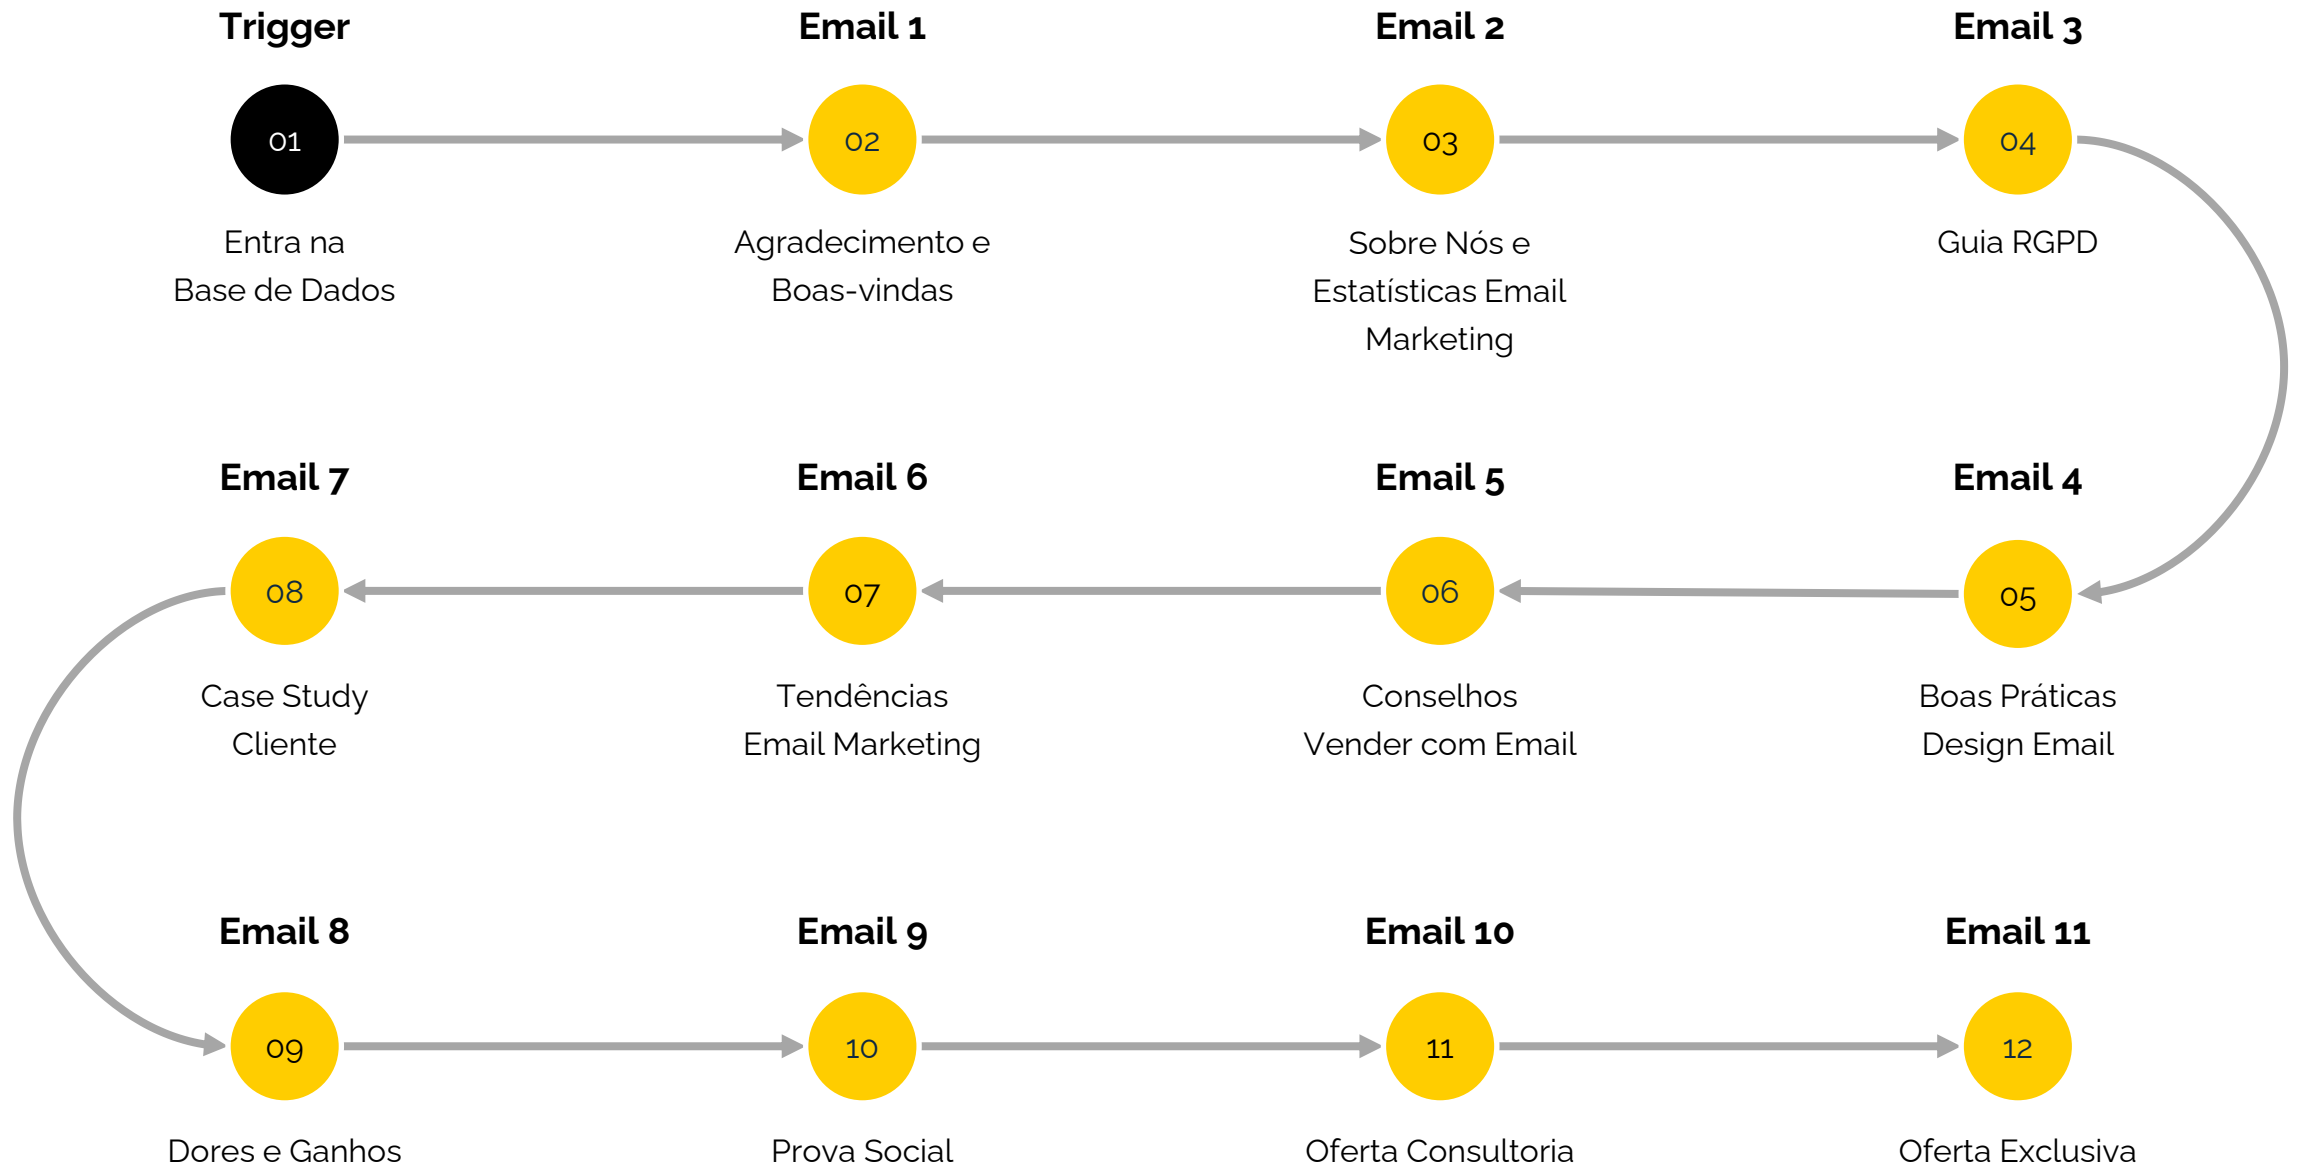 Trigger
Email 1
Email 2
Email 3
01
02
03
04
Entra na
Base de Dados
Agradecimento e
Boas-vindas
Sobre Nós e
Estatísticas Email
Marketing
Guia RGPD
Email 7
Email 6
Email 5
Email 4
08
07
06
05
Case Study
Cliente
Tendências
Email Marketing
Conselhos
Vender com Email
Boas Práticas
Design Email
Email 8
Email 9
Email 10
Email 11
09
10
11
12
Dores e Ganhos
Prova Social
Oferta Consultoria
Oferta Exclusiva